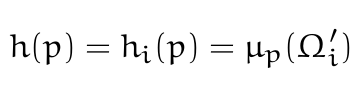 h(p) = h_i(p) = μ_p(Ω'_i)